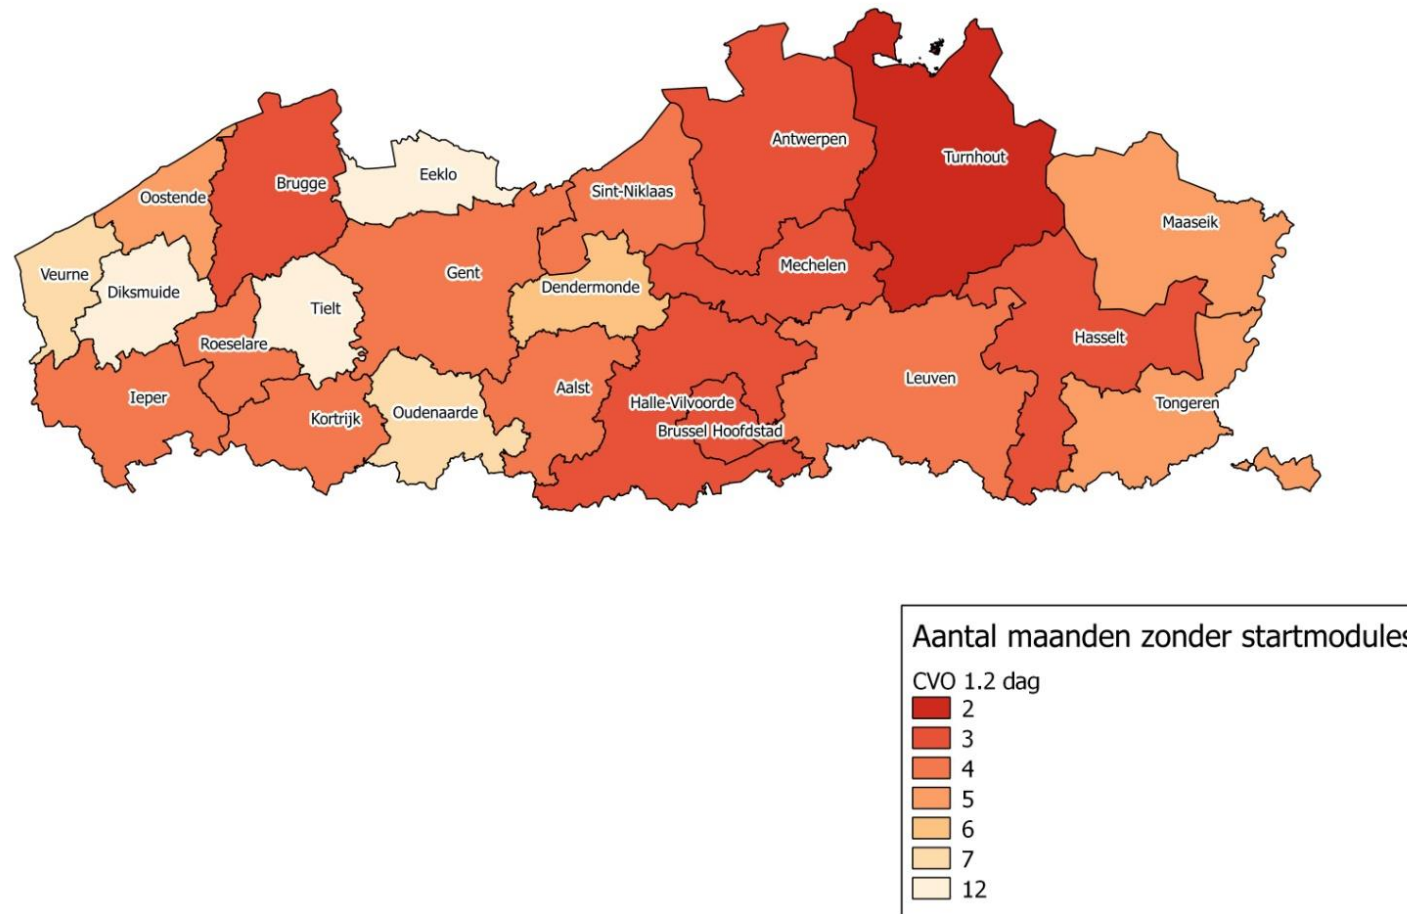 Antwerpen
Turnhout
Eeklo
Brugge
Sint-Niklaas
Oostende
Maaseik
Mechelen
Veurne
Gent
Dendermonde
Diksmuide
Tielt
Hasselt
Roeselare
Leuven
Aalst
Ieper
Halle-Vilvoorde
Tongeren
Oudenaarde
Kortrijk
Brussel Hoofdstad
Aantal maanden zonder startmodules
CVO 1.2 dag
2
3
4
5
6
7
12